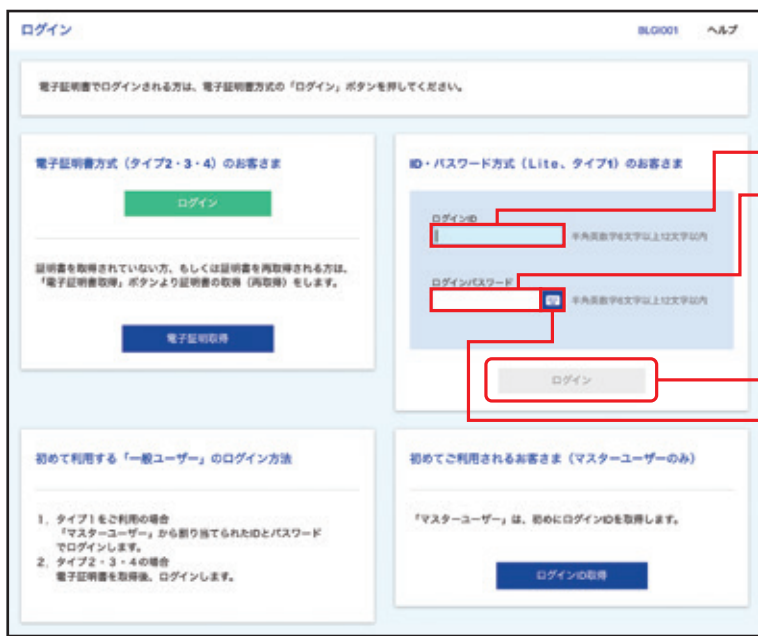 ログイン
BLGI001 ヘルプ
電子証明書でログインされる方は、電子証明書方式の「ログイン」ボタンを押してください。
電子証明書方式（タイプ2・3・4）のお客さま
ログイン
証明書を取得されていない方、もしくは証明書を再取得される方は、
「電子証明書取得」ボタンより証明書の取得（再取得）をします。
電子証明取得
ID・パスワード方式（Lite、タイプ1）のお客さま
ログインID
半角英数字6文字以上12文字以内
ログインパスワード
半角英数字6文字以上12文字以内
ログイン
初めて利用する「一般ユーザー」のログイン方法
1. タイプ1をご利用の場合
「マスターユーザー」から割り当てられたIDとパスワード
でログインします。
2. タイプ2・3・4の場合
電子証明書を取得後、ログインします。
初めてご利用されるお客さま（マスターユーザーのみ）
「マスターユーザー」は、初めにログインIDを取得します。
ログインID取得